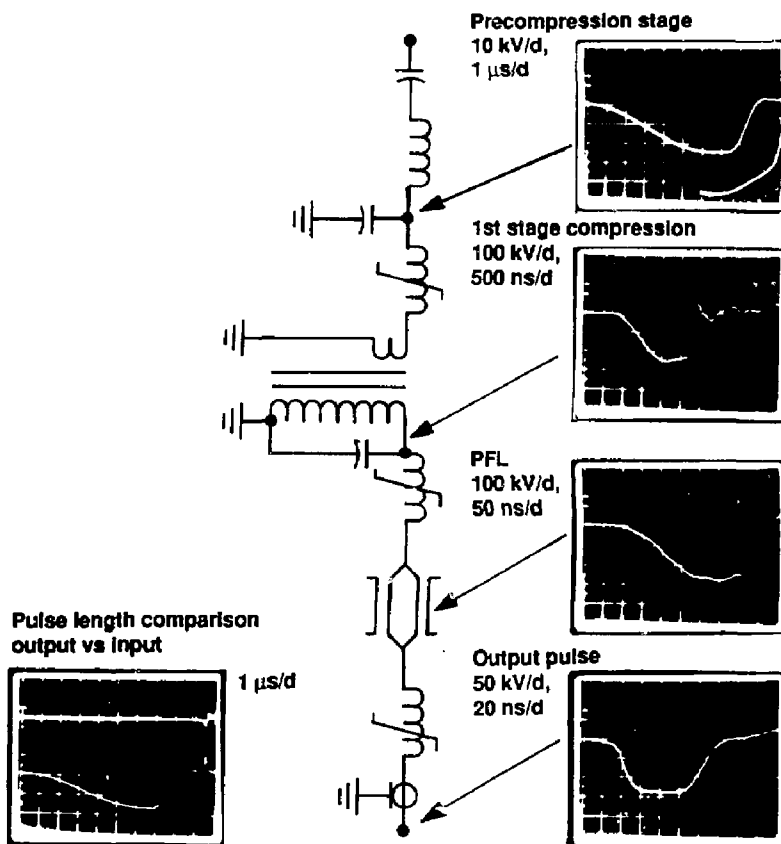 Precompression stage
10 kV/d,
1 μs/d
1st stage compression
100 kV/d,
500 ns/d
PFL
100 kV/d,
50 ns/d
Pulse length comparison
output vs input
1 μs/d
Output pulse
50 kV/d,
20 ns/d